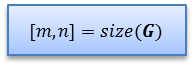 [m,n] = size(G)